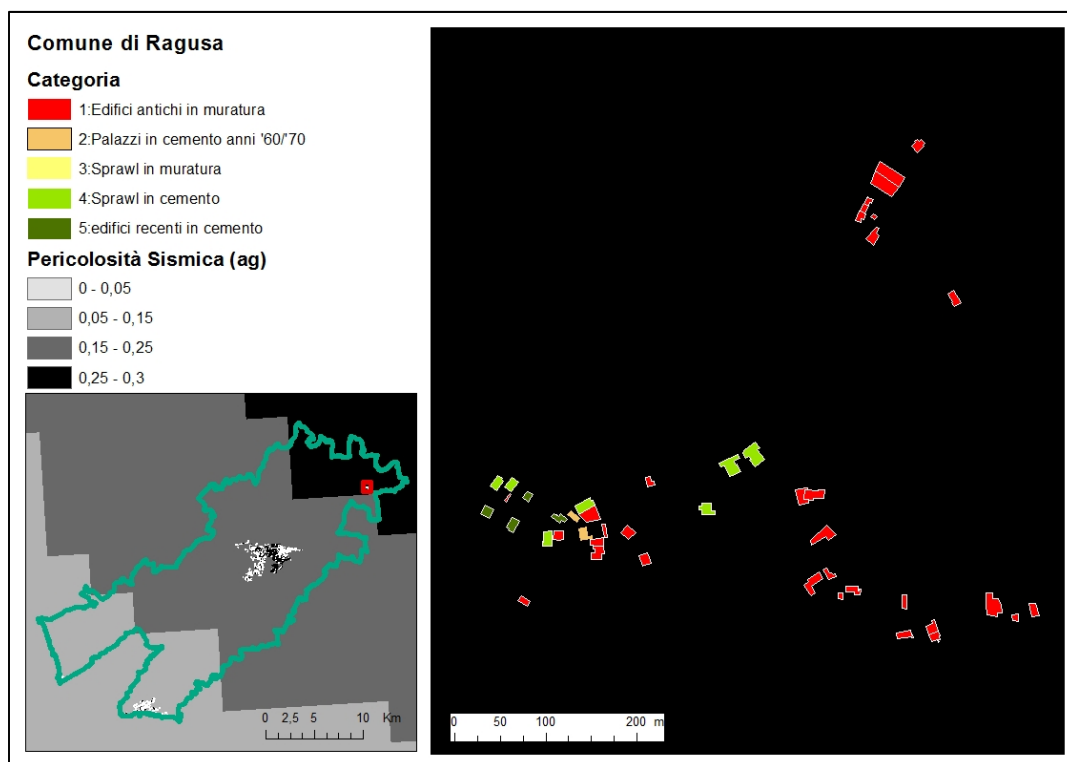 Comune di Ragusa
Categoria
1:Edifici antichi in muratura
2:Palazzi in cemento anni '60/'70
3:Sprawl in muratura
4:Sprawl in cemento
5:edifici recenti in cemento
Pericolosità Sismica (ag)
0 - 0,05
0,05 - 0,15
0,15 - 0,25
0,25 - 0,3
0 2,5 5 10 Km
0 50 100 200 m